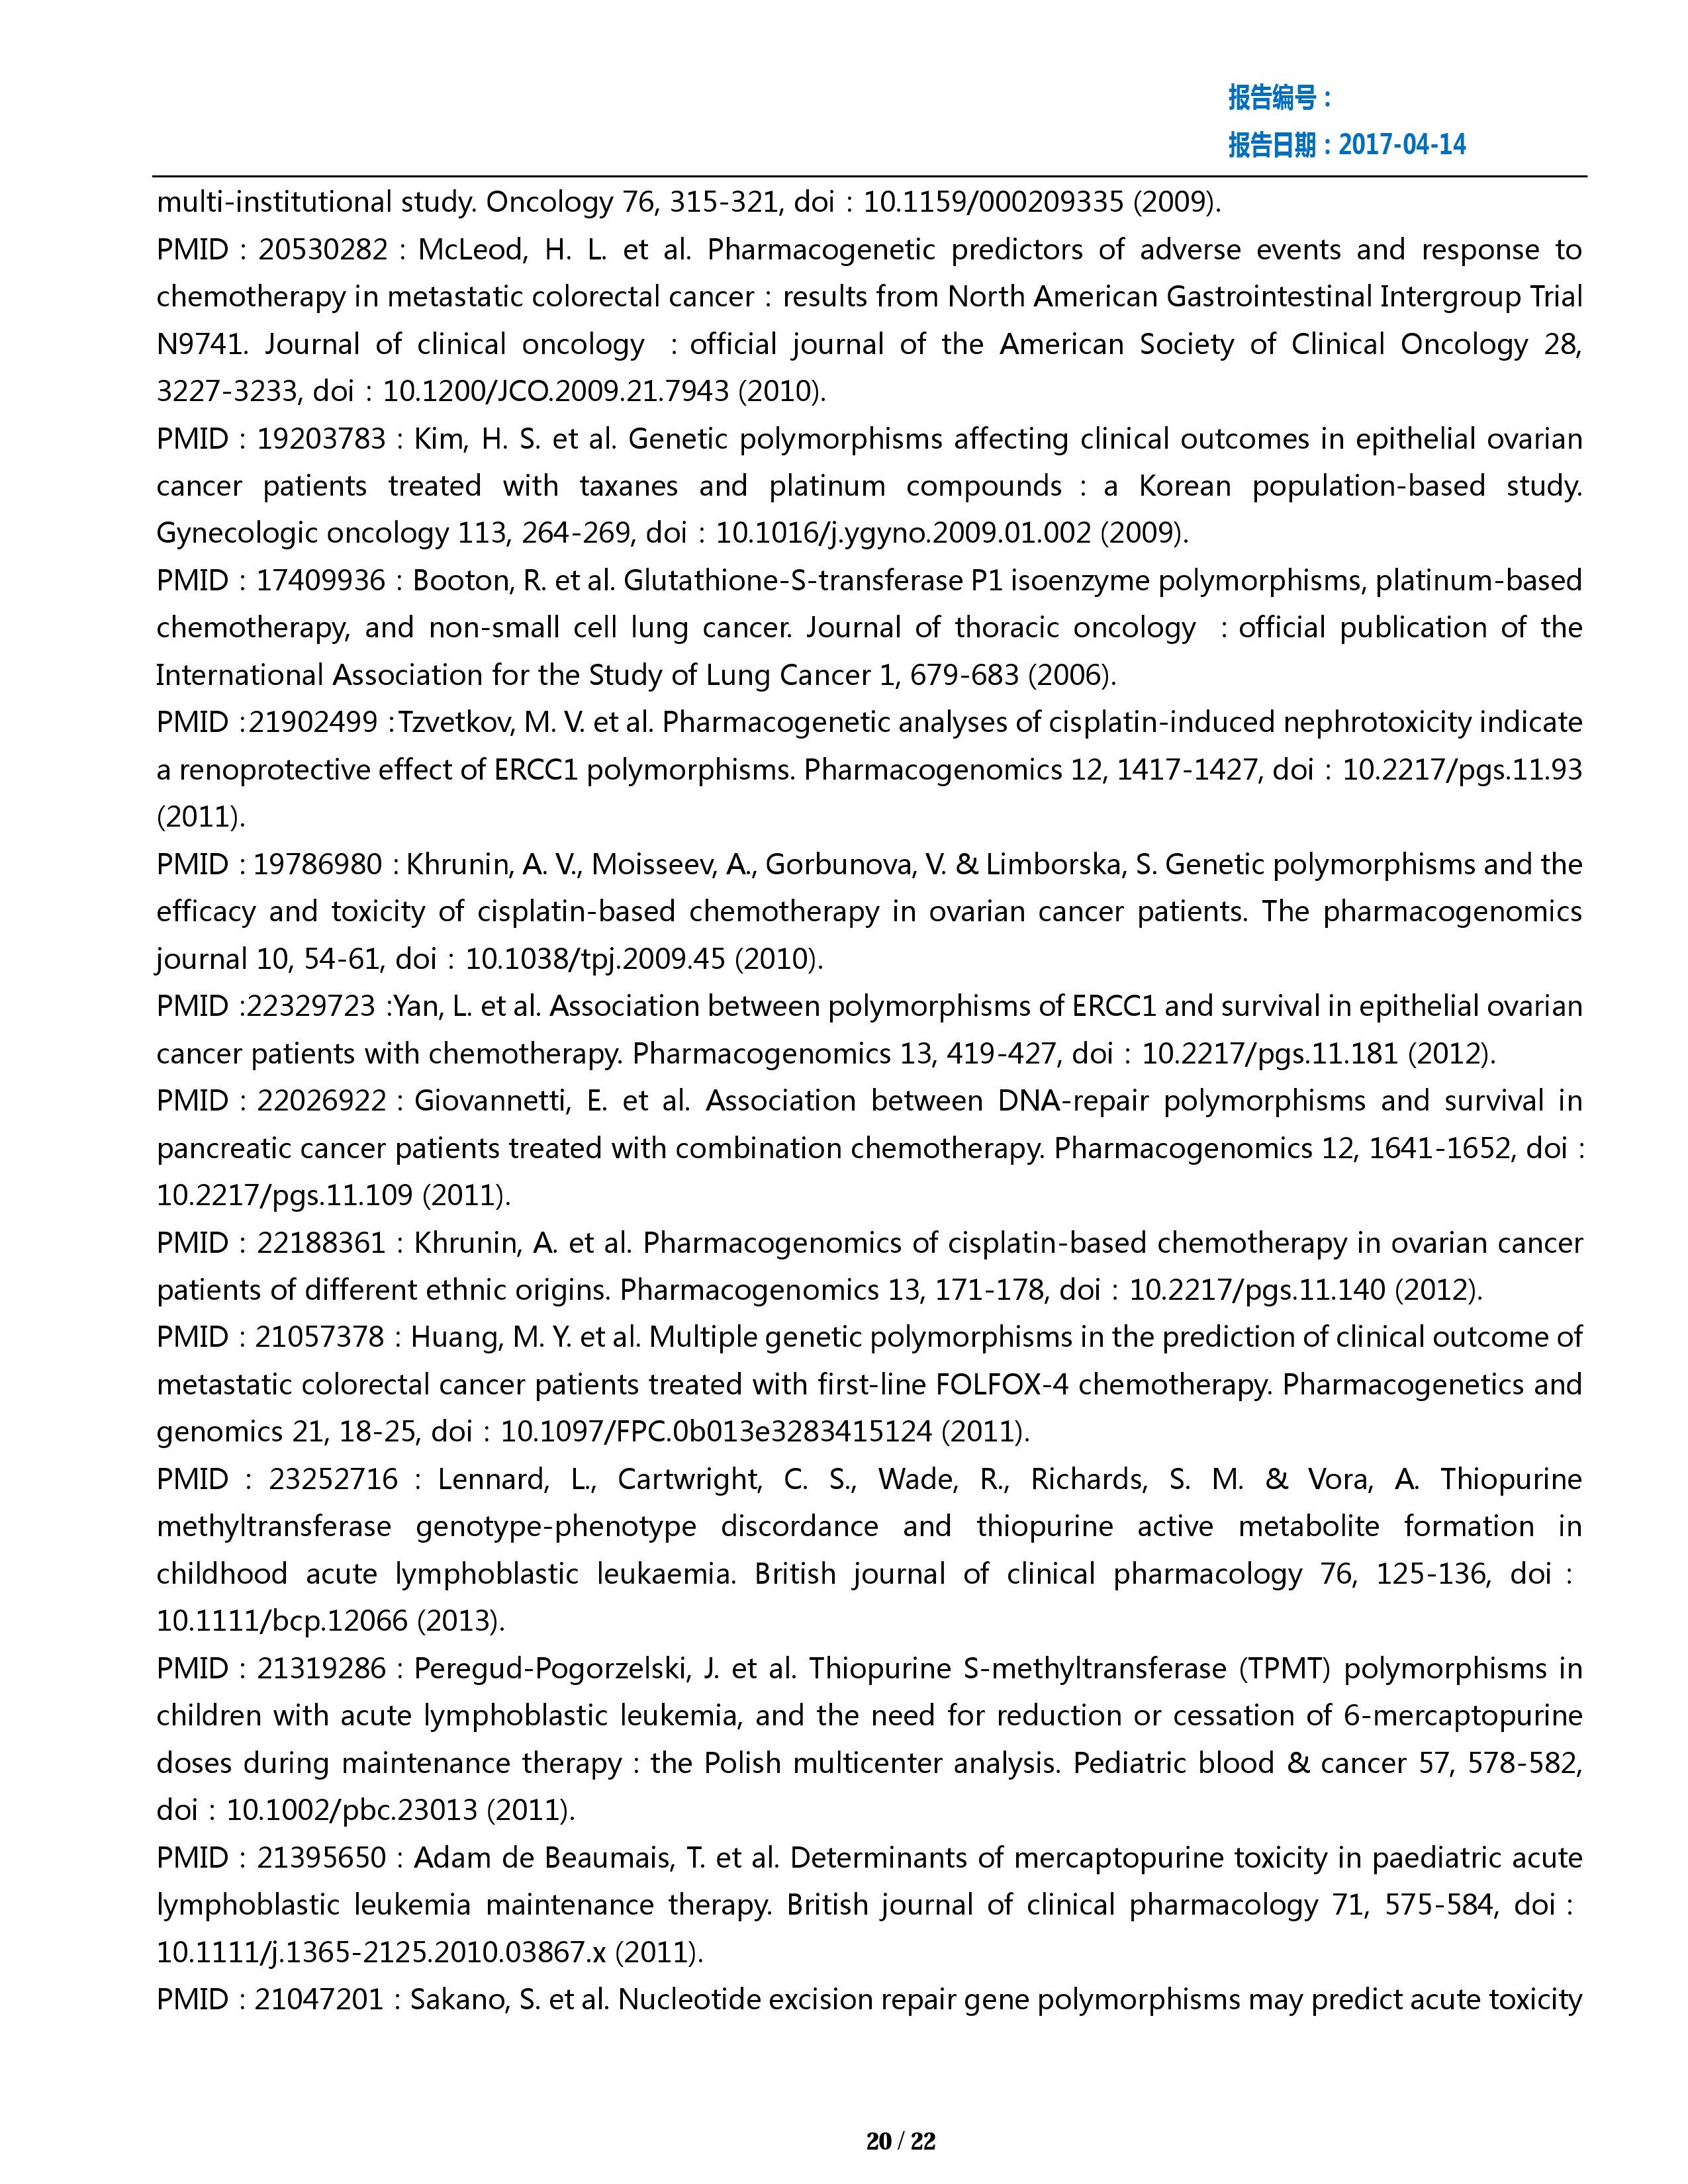 报告编号：
报告日期：2017-04-14
multi-institutional study. Oncology 76, 315-321, doi：10.1159/000209335 (2009).
PMID：20530282：McLeod, H. L. et al. Pharmacogenetic predictors of adverse events and response to
chemotherapy in metastatic colorectal cancer：results from North American Gastrointestinal Intergroup Trial
N9741. Journal of clinical oncology ：official journal of the American Society of Clinical Oncology 28,
3227-3233, doi：10.1200/JCO.2009.21.7943 (2010).
PMID：19203783：Kim, H. S. et al. Genetic polymorphisms affecting clinical outcomes in epithelial ovarian
cancer patients treated with taxanes and platinum compounds：a Korean population-based study.
Gynecologic oncology 113, 264-269, doi：10.1016/j.ygyno.2009.01.002 (2009).
PMID：17409936：Booton, R. et al. Glutathione-S-transferase P1 isoenzyme polymorphisms, platinum-based
chemotherapy, and non-small cell lung cancer. Journal of thoracic oncology ：official publication of the
International Association for the Study of Lung Cancer 1, 679-683 (2006).
PMID：21902499：Tzvetkov, M. V. et al. Pharmacogenetic analyses of cisplatin-induced nephrotoxicity indicate
a renoprotective effect of ERCC1 polymorphisms. Pharmacogenomics 12, 1417-1427, doi：10.2217/pgs.11.93
(2011).
PMID：19786980：Khrunin, A. V., Moisseev, A., Gorbunova, V. & Limborska, S. Genetic polymorphisms and the
efficacy and toxicity of cisplatin-based chemotherapy in ovarian cancer patients. The pharmacogenomics
journal 10, 54-61, doi：10.1038/tpj.2009.45 (2010).
PMID：22329723：Yan, L. et al. Association between polymorphisms of ERCC1 and survival in epithelial ovarian
cancer patients with chemotherapy. Pharmacogenomics 13, 419-427, doi：10.2217/pgs.11.181 (2012).
PMID：22026922：Giovannetti, E. et al. Association between DNA-repair polymorphisms and survival in
pancreatic cancer patients treated with combination chemotherapy. Pharmacogenomics 12, 1641-1652, doi：
10.2217/pgs.11.109 (2011).
PMID：22188361：Khrunin, A. et al. Pharmacogenomics of cisplatin-based chemotherapy in ovarian cancer
patients of different ethnic origins. Pharmacogenomics 13, 171-178, doi：10.2217/pgs.11.140 (2012).
PMID：21057378：Huang, M. Y. et al. Multiple genetic polymorphisms in the prediction of clinical outcome of
metastatic colorectal cancer patients treated with first-line FOLFOX-4 chemotherapy. Pharmacogenetics and
genomics 21, 18-25, doi：10.1097/FPC.0b013e3283415124 (2011).
PMID：23252716：Lennard, L., Cartwright, C. S., Wade, R., Richards, S. M. & Vora, A. Thiopurine
methyltransferase genotype-phenotype discordance and thiopurine active metabolite formation in
childhood acute lymphoblastic leukaemia. British journal of clinical pharmacology 76, 125-136, doi：
10.1111/bcp.12066 (2013).
PMID：21319286：Peregud-Pogorzelski, J. et al. Thiopurine S-methyltransferase (TPMT) polymorphisms in
children with acute lymphoblastic leukemia, and the need for reduction or cessation of 6-mercaptopurine
doses during maintenance therapy：the Polish multicenter analysis. Pediatric blood & cancer 57, 578-582,
doi：10.1002/pbc.23013 (2011).
PMID：21395650：Adam de Beaumais, T. et al. Determinants of mercaptopurine toxicity in paediatric acute
lymphoblastic leukemia maintenance therapy. British journal of clinical pharmacology 71, 575-584, doi：
10.1111/j.1365-2125.2010.03867.x (2011).
PMID：21047201：Sakano, S. et al. Nucleotide excision repair gene polymorphisms may predict acute toxicity
20 / 22